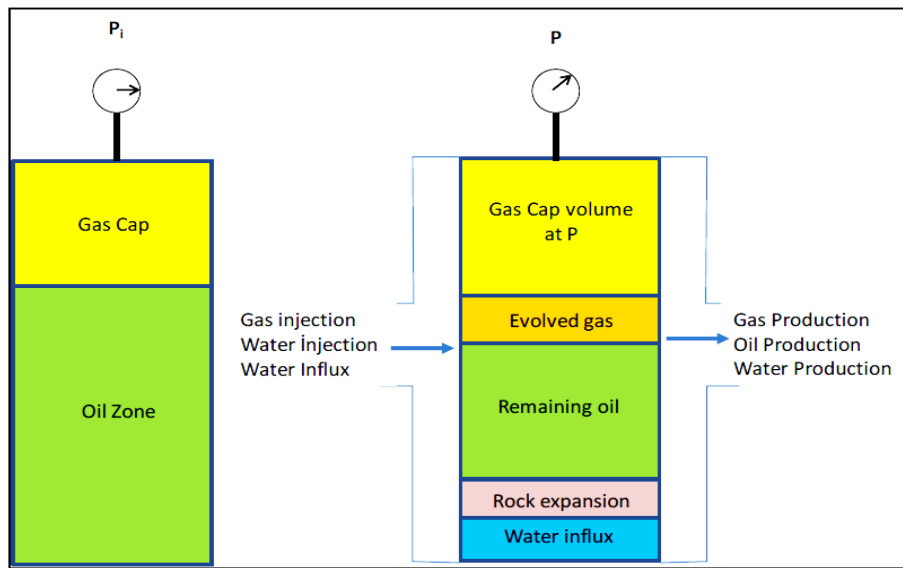 Pi
P
Gas Cap
Oil Zone
Gas injection
Water İnjection
Water Influx
Gas Cap volume
at P
Evolved gas
Remaining oil
Rock expansion
Water influx
Gas Production
Oil Production
Water Production